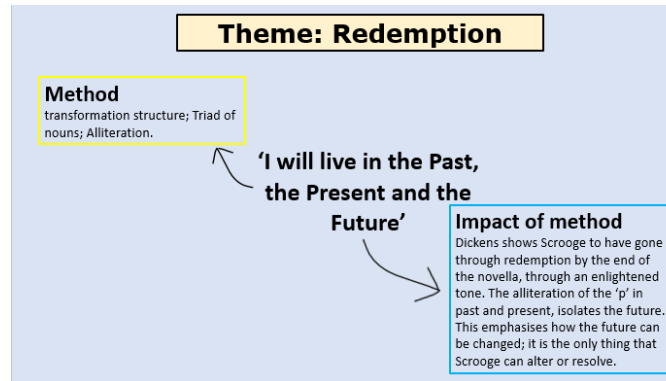 Theme: Redemption
Method
transformation structure; Triad of
nouns; Alliteration.
‘I will live in the Past,
the Present and the
Future’
Impact of method
Dickens shows Scrooge to have gone
through redemption by the end of
the novella, through an enlightened
tone. The alliteration of the ‘p’ in
past and present, isolates the future.
This emphasises how the future can
be changed; it is the only thing that
Scrooge can alter or resolve.